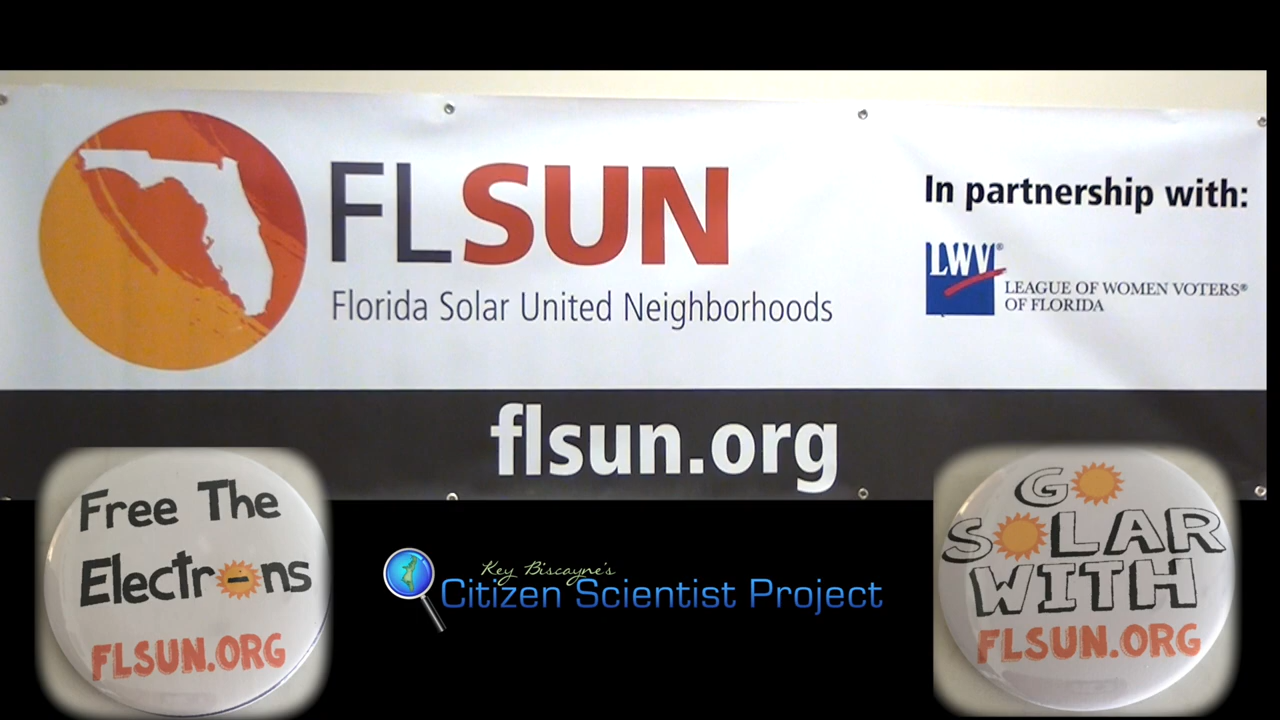 FLSUN
Florida Solar United Neighborhoods
In partnership with:
LWV®
LEAGUE OF WOMEN VOTERS®
OF FLORIDA
flsun.org
Free The
Electrons
FLSUN.ORG
Key Biscayne's
Citizen Scientist Project
GO
SOLAR
WITH
FLSUN.ORG